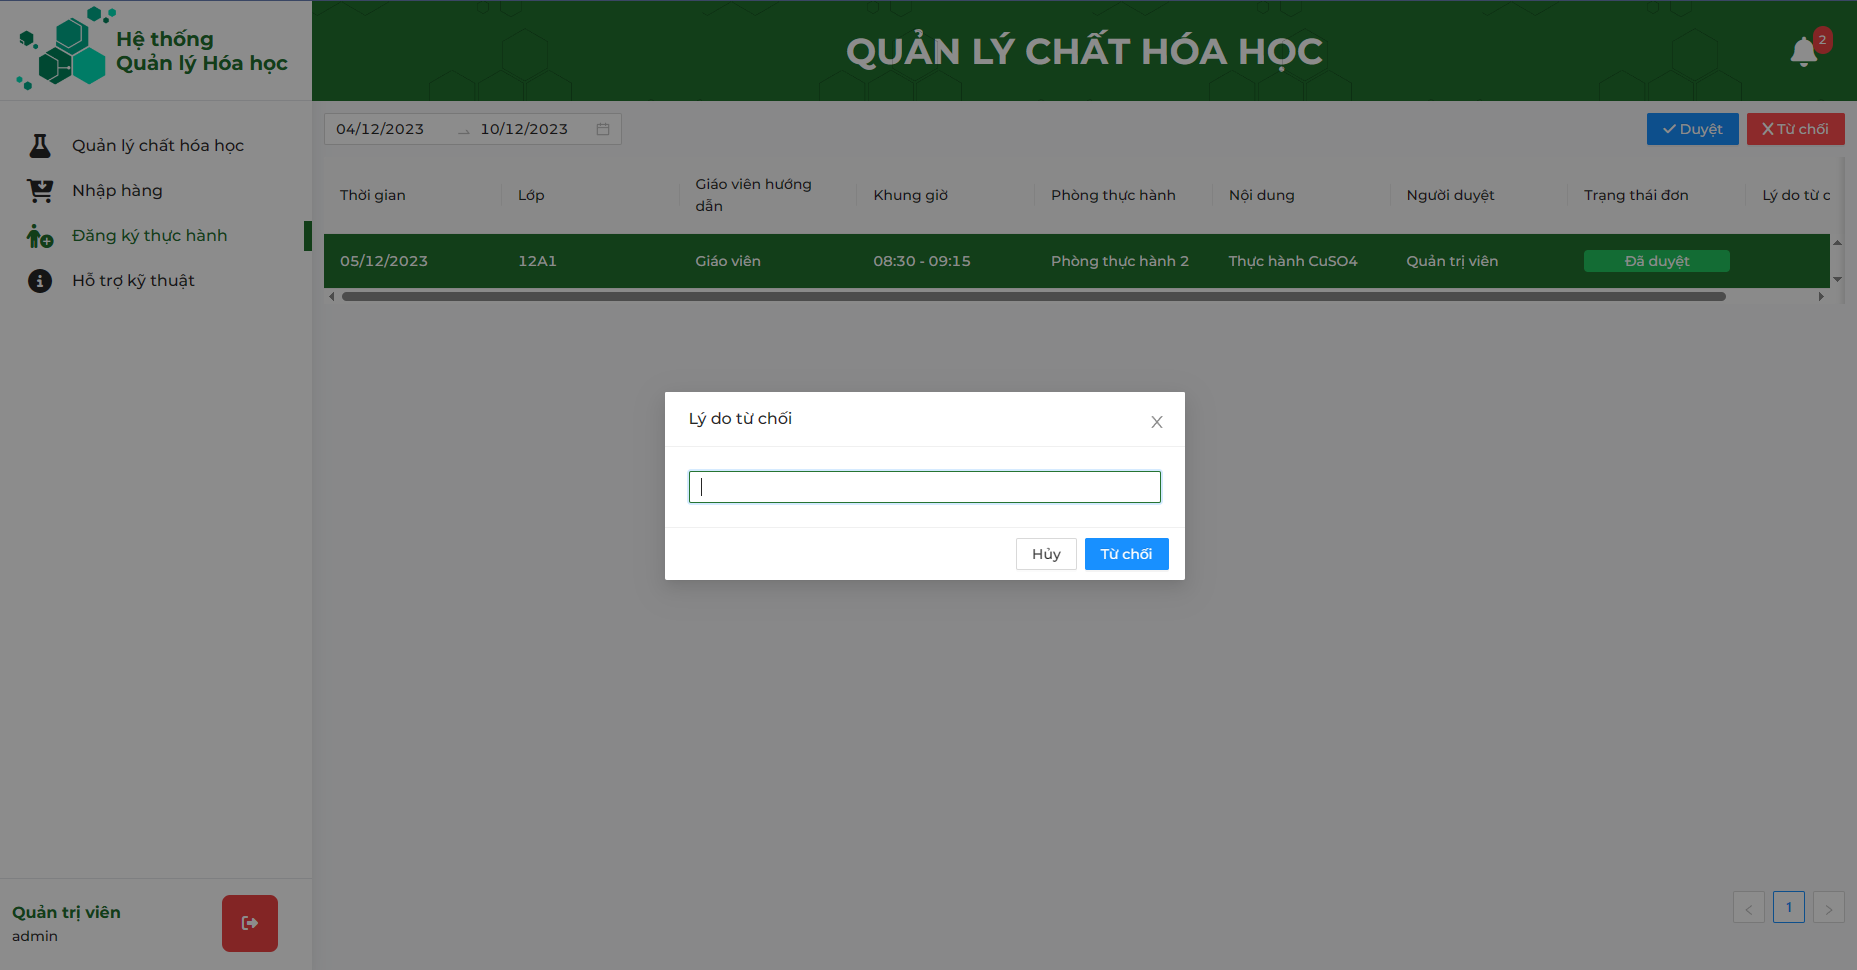 Hệ thống
Quản lý Hóa học
QUẢN LÝ CHẤT HÓA HỌC
2
Quản lý chất hóa học
Nhập hàng
Đăng ký thực hành
Hỗ trợ kỹ thuật
04/12/2023 10/12/2023
Duyệt Từ chối
Thời gian Lớp Giáo viên hướng dẫn Khung giờ Phòng thực hành Nội dung Người duyệt Trạng thái đơn Lý do từ c
05/12/2023 12A1 Giáo viên 08:30 - 09:15 Phòng thực hành 2 Thực hành CuSO4 Quản trị viên Đã duyệt
Lý do từ chối
Hủy Từ chối
1
Quản trị viên
admin